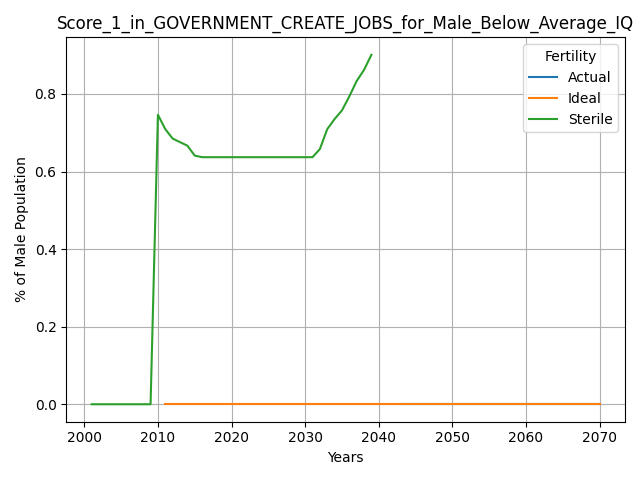 Score_1_in_GOVERNMENT_CREATE_JOBS_for_Male_Below_Average_IQ
Fertility
Actual
Ideal
Sterile
% of Male Population
0.8
0.6
0.4
0.2
0.0
2000 2010 2020 2030 2040 2050 2060 2070
Years